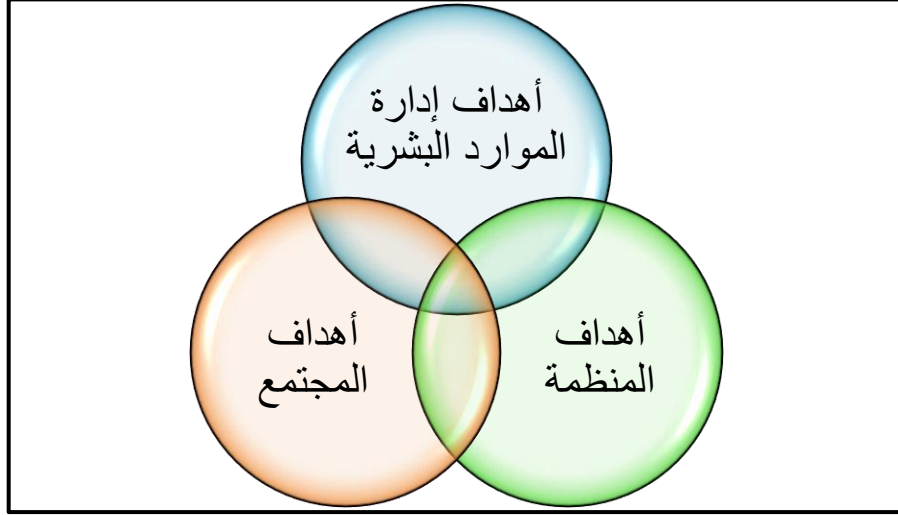 أهداف إدارة
الموارد البشرية
أهداف
المنظمة
أهداف
المجتمع